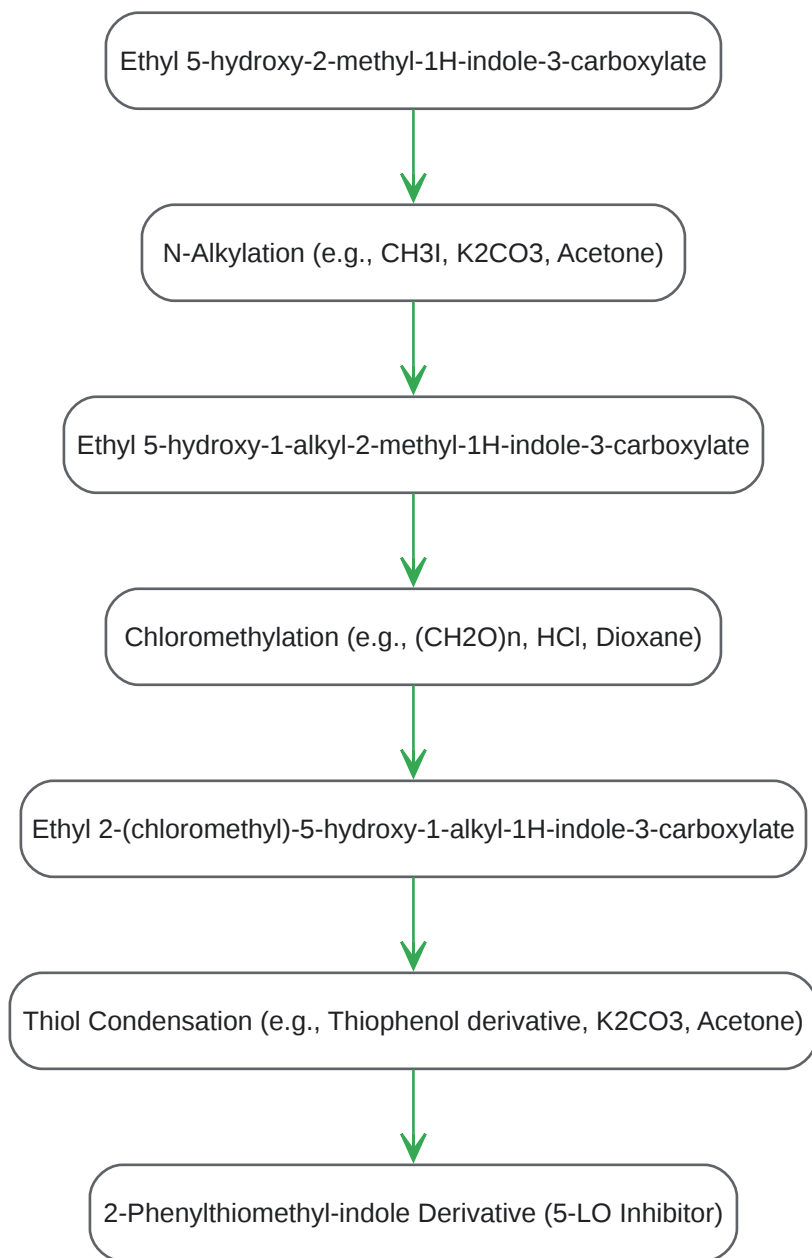 Ethyl 5-hydroxy-2-methyl-1H-indole-3-carboxylate
N-Alkylation (e.g., CH3I, K2CO3, Acetone)
Ethyl 5-hydroxy-1-alkyl-2-methyl-1H-indole-3-carboxylate
Chloromethylation (e.g., (CH2O)n, HCl, Dioxane)
Ethyl 2-(chloromethyl)-5-hydroxy-1-alkyl-1H-indole-3-carboxylate
Thiol Condensation (e.g., Thiophenol derivative, K2CO3, Acetone)
2-Phenylthiomethyl-indole Derivative (5-LO Inhibitor)